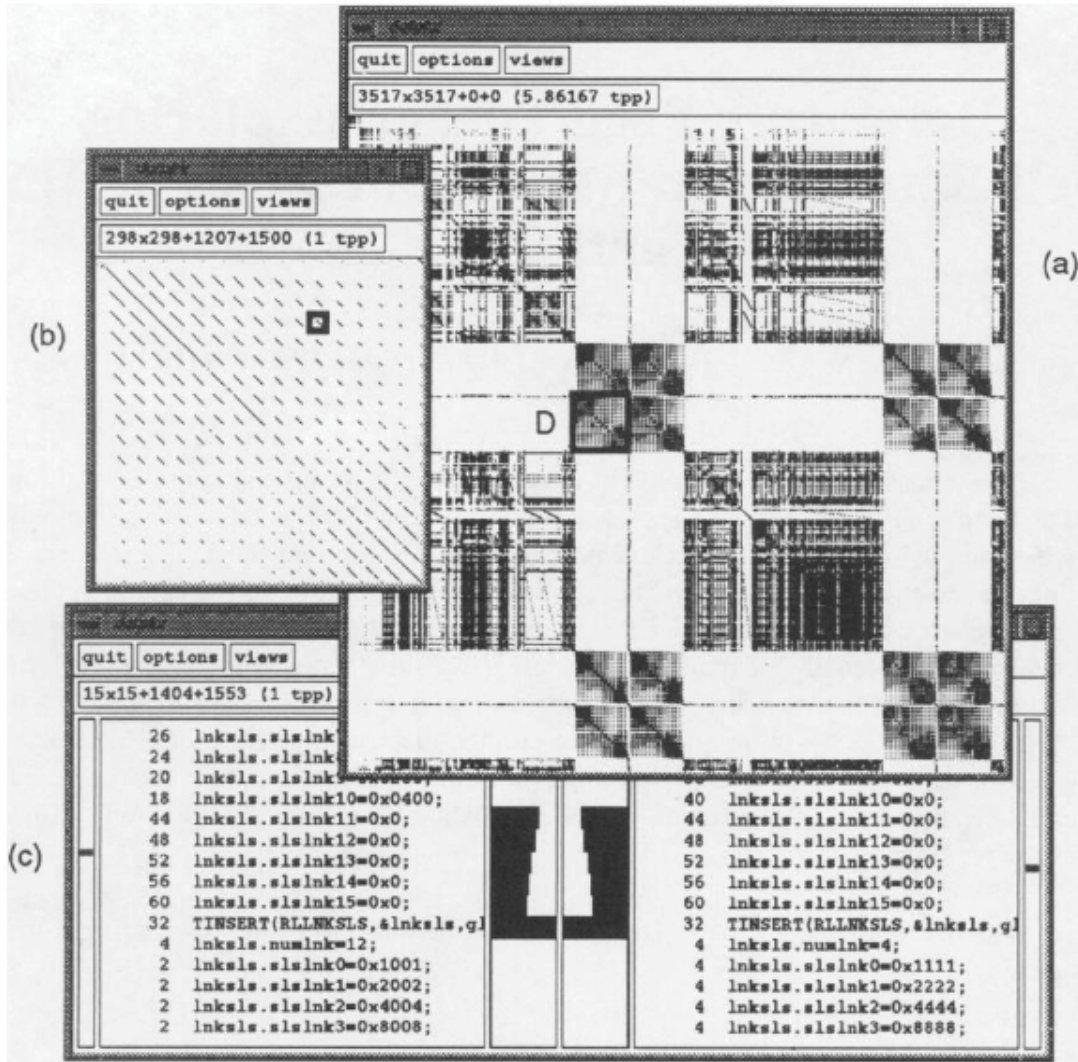 quit options views
3517x3517+0+0 (5.86167 tpp)
(a)
quit options views
298x298+1207+1500 (1 tpp)
(b)
D
quit options views
15x15+1404+1553 (1 tpp)
(c)
26 lnksls.slslnk
24 lnksls.slslnk
20
18 lnksls.slslnk10=0x0400;
44 lnksls.slslnk11=0x0;
48 lnksls.slslnk12=0x0;
52 lnksls.slslnk13=0x0;
56 lnksls.slslnk14=0x0;
60 lnksls.slslnk15=0x0;
32 TINSERT(RLLNKSLS,&lnksls,gl
4 lnksls.numlnk=12;
2 lnksls.slslnk0=0x1001;
2 lnksls.slslnk1=0x2002;
2 lnksls.slslnk2=0x4004;
2 lnksls.slslnk3=0x8008;
40 lnksls.slslnk10=0x0;
44 lnksls.slslnk11=0x0;
48 lnksls.slslnk12=0x0;
52 lnksls.slslnk13=0x0;
56 lnksls.slslnk14=0x0;
60 lnksls.slslnk15=0x0;
32 TINSERT(RLLNKSLS,&lnksls,gl
4 lnksls.numlnk=4;
4 lnksls.slslnk0=0x1111;
4 lnksls.slslnk1=0x2222;
4 lnksls.slslnk2=0x4444;
4 lnksls.slslnk3=0x8888;